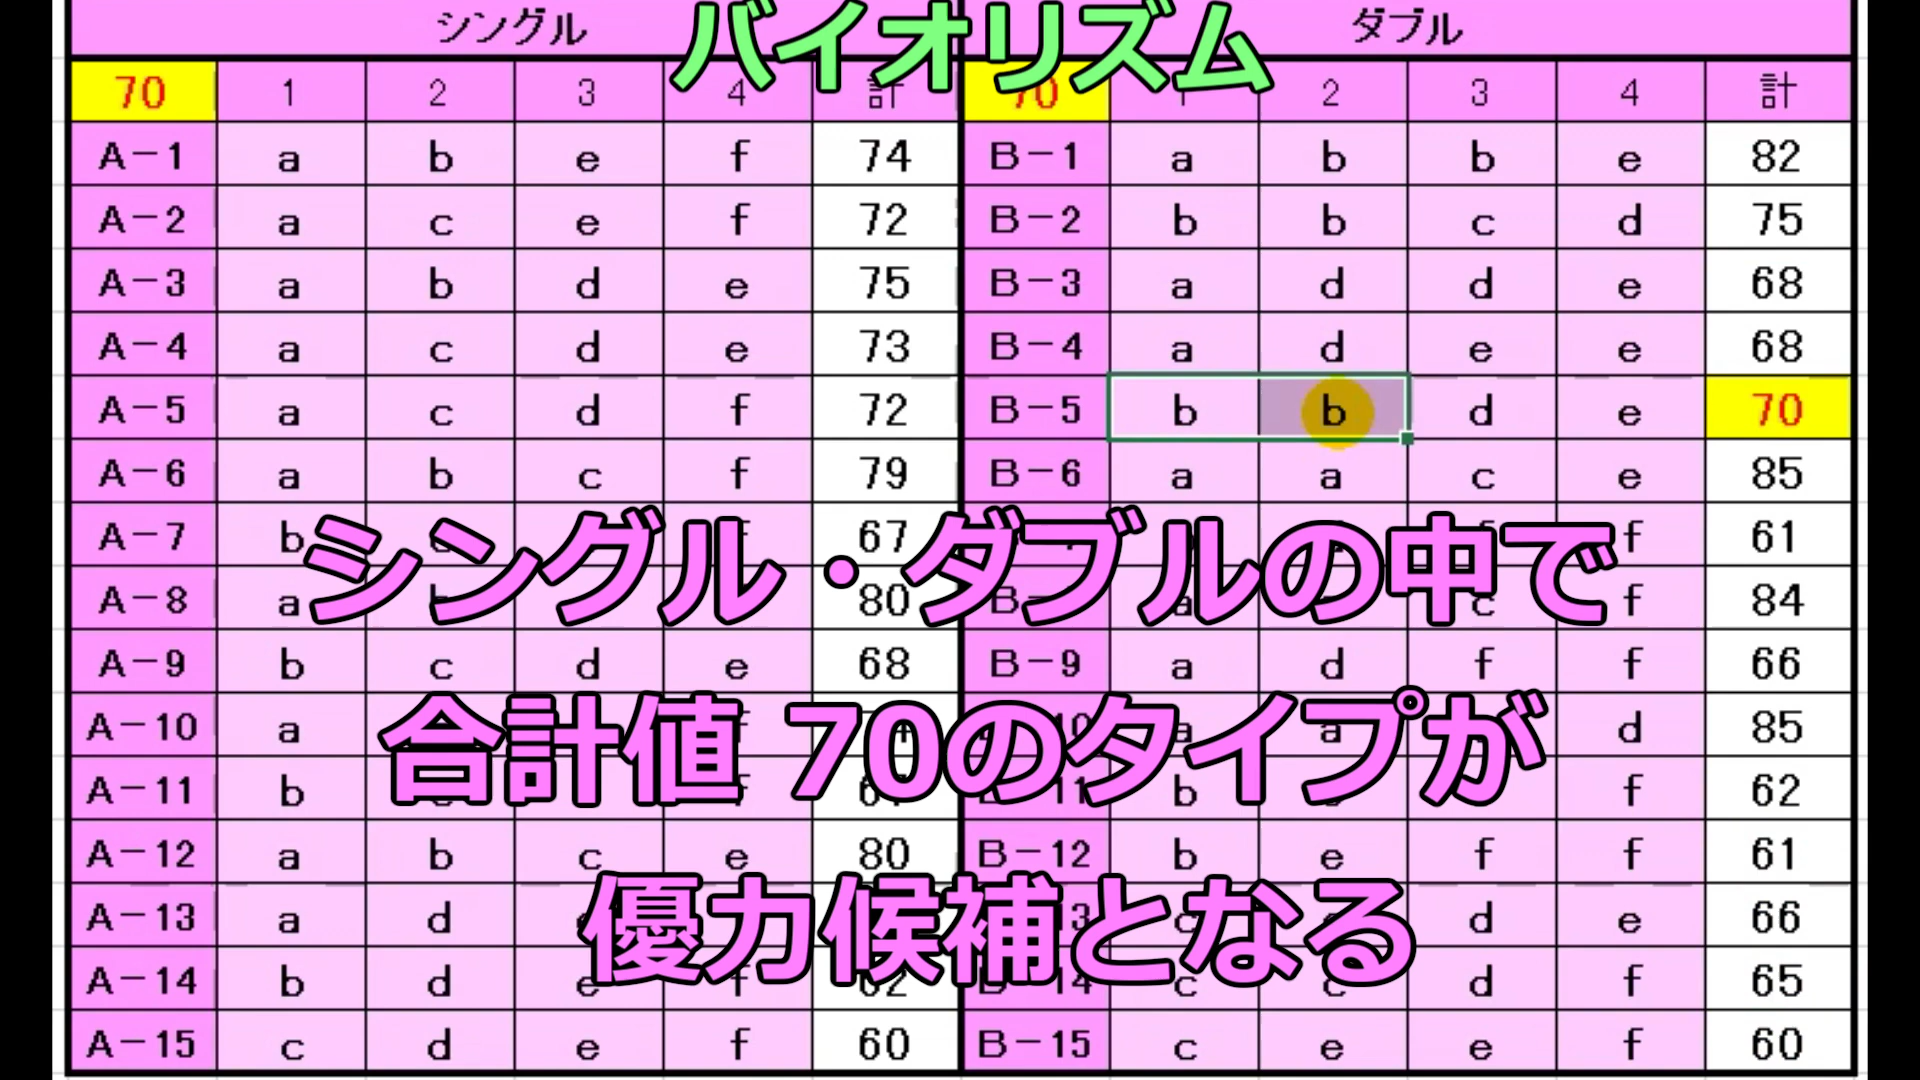 シングル バイオリズム ダブル
70 1 2 3 4 計 70 1 2 3 4 計
A-1 a b e f 74 B-1 a b b e 82
A-2 a c e f 72 B-2 b b c d 75
A-3 a b d e 75 B-3 a d d e 68
A-4 a c d e 73 B-4 a d e e 68
A-5 a c d f 72 B-5 b b d e 70
A-6 a b c f 79 B-6 a a c e 85
A-7 b f 67 f 61
A-8 a 80 a c f 84
シングル・ダブルの中で
A-9 b c d e 68 B-9 a d f f 66
A-10 a f a a d 85
合計値 70のタイプが
A-11 b f b f 62
A-12 a b c e 80 B-12 b e f f 61
A-13 a d d e 66
優力候補となる
A-14 b d e f 62 B-14 c c d f 65
A-15 c d e f 60 B-15 c e e f 60